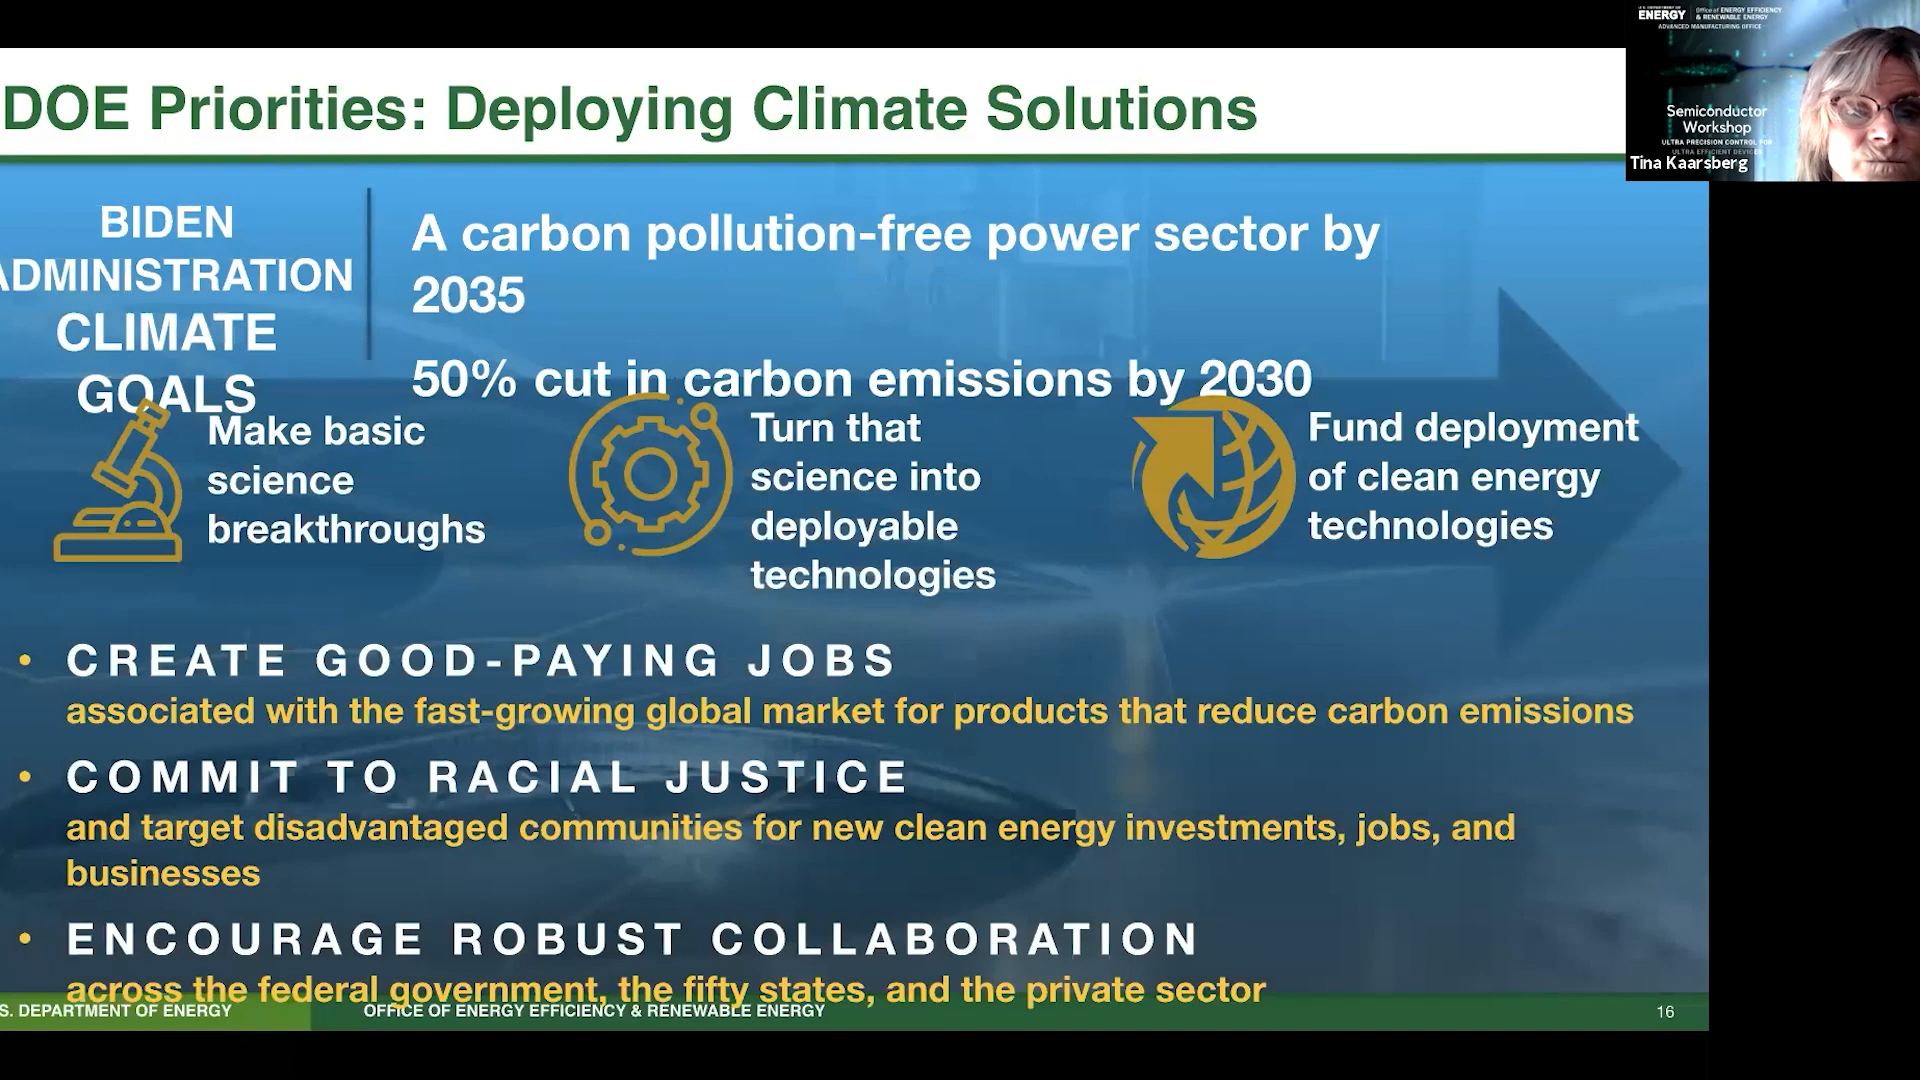 DOE Priorities: Deploying Climate Solutions
BIDEN
ADMINISTRATION
CLIMATE
GOALS
A carbon pollution-free power sector by
2035
50% cut in carbon emissions by 2030
Make basic
science
breakthroughs
Turn that
science into
deployable
technologies
Fund deployment
of clean energy
technologies
• CREATE GOOD-PAYING JOBS
associated with the fast-growing global market for products that reduce carbon emissions
• COMMIT TO RACIAL JUSTICE
and target disadvantaged communities for new clean energy investments, jobs, and
businesses
• ENCOURAGE ROBUST COLLABORATION
across the federal government, the fifty states, and the private sector
S. DEPARTMENT OF ENERGY
OFFICE OF ENERGY EFFICIENCY & RENEWABLE ENERGY
16
U.S. DEPARTMENT OF
ENERGY
Office of ENERGY EFFICIENCY
& RENEWABLE ENERGY
ADVANCED MANUFACTURING OFFICE
Semiconductor
Workshop
ULTRA PRECISION CONTROL FOR
ULTRA EFFICIENT DEVICES
Tina Kaarsberg